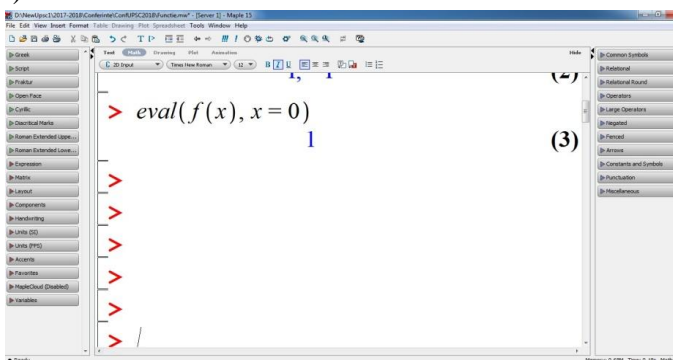 D:\NewUpsc1\2017-2018\Conferinte\ConfUPSC2018\Functie.mw* - [Server 1] - Maple 15
File Edit View Insert Format Table Drawing Plot Spreadsheet Tools Window Help
Text Math Drawing Plot Animation Hide
2D Input Times New Roman 12 B I U
Greek
Script
Fraktur
Open Face
Cyrillic
Diacritical Marks
Roman Extended Uppe...
Roman Extended Lowe...
Expression
Matrix
Layout
Components
Handwriting
Units (SI)
Units (FPS)
Accents
Favorites
MapleCloud (Disabled)
Variables
1, 1
(2)
> eval(f(x), x = 0)
1
(3)
>
>
>
>
>
>
Common Symbols
Relational
Relational Round
Operators
Large Operators
Negated
Fenced
Arrows
Constants and Symbols
Punctuation
Miscellaneous
Ready